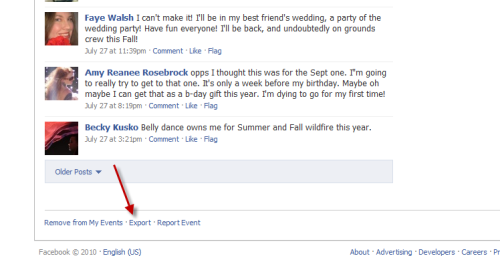 Faye Walsh I can't make it! I'll be in my best friend's wedding, a party of the
wedding party! Have fun everyone! I'll be back, and undoubtedly on grounds
crew this Fall!
July 27 at 11:39pm · Comment · Like · Flag
Amy Reanee Rosebrock opps I thought this was for the Sept one. I"m going
to really try to get to that one. It's only a week before my birthday. Maybe oh
maybe I can get that as a b-day gift this year. I'm dying to go for my first time!
July 27 at 8:19pm · Comment · Like · Flag
Becky Kusko Belly dance owns me for Summer and Fall wildfire this year.
July 27 at 3:21pm · Comment · Like · Flag
Older Posts
Remove from My Events · Export · Report Event
Facebook © 2010 · English (US)
About · Advertising · Developers · Careers · Pr